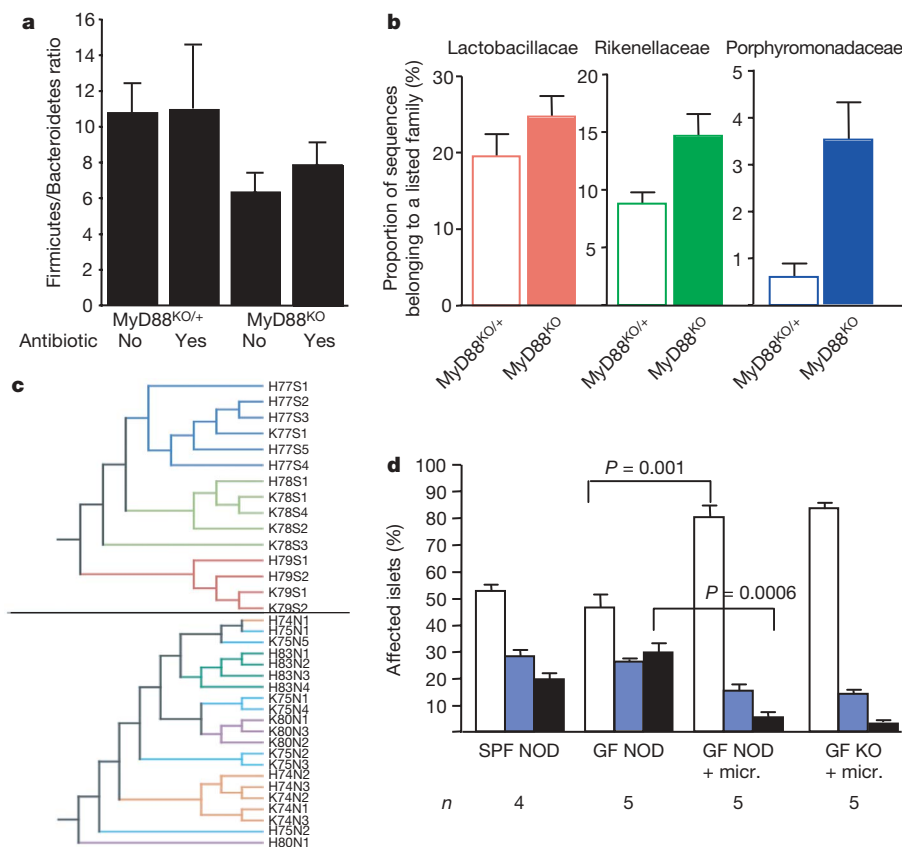 a
16
14
12
10
8
6
4
2
0
Firmicutes/Bacteroidetes ratio
MyD88KO/+ MyD88KO
Antibiotic No Yes No Yes
b
Lactobacillacae Rikenellaceae Porphyromonadaceae
Proportion of sequences
belonging to a listed family (%)
40
30
20
10
20
15
10
5
5
4
3
2
1
MyD88KO/+ MyD88KO
MyD88KO/+ MyD88KO
MyD88KO/+ MyD88KO
c
H77S1
H77S2
H77S3
K77S1
H77S5
H77S4
H78S1
K78S1
K78S4
K78S2
K78S3
H79S1
H79S2
K79S1
K79S2
H74N1
H75N1
K75N5
H83N1
H83N2
H83N3
H83N4
K75N1
K75N4
K80N1
K80N3
K80N2
K75N2
K75N3
H74N2
H74N3
K74N2
K74N1
K74N3
H75N2
H80N1
d
Affected islets (%)
100
90
80
70
60
50
40
30
20
10
P = 0.001
P = 0.0006
SPF NOD GF NOD GF NOD GF KO
+ micr. + micr.
n 4 5 5 5